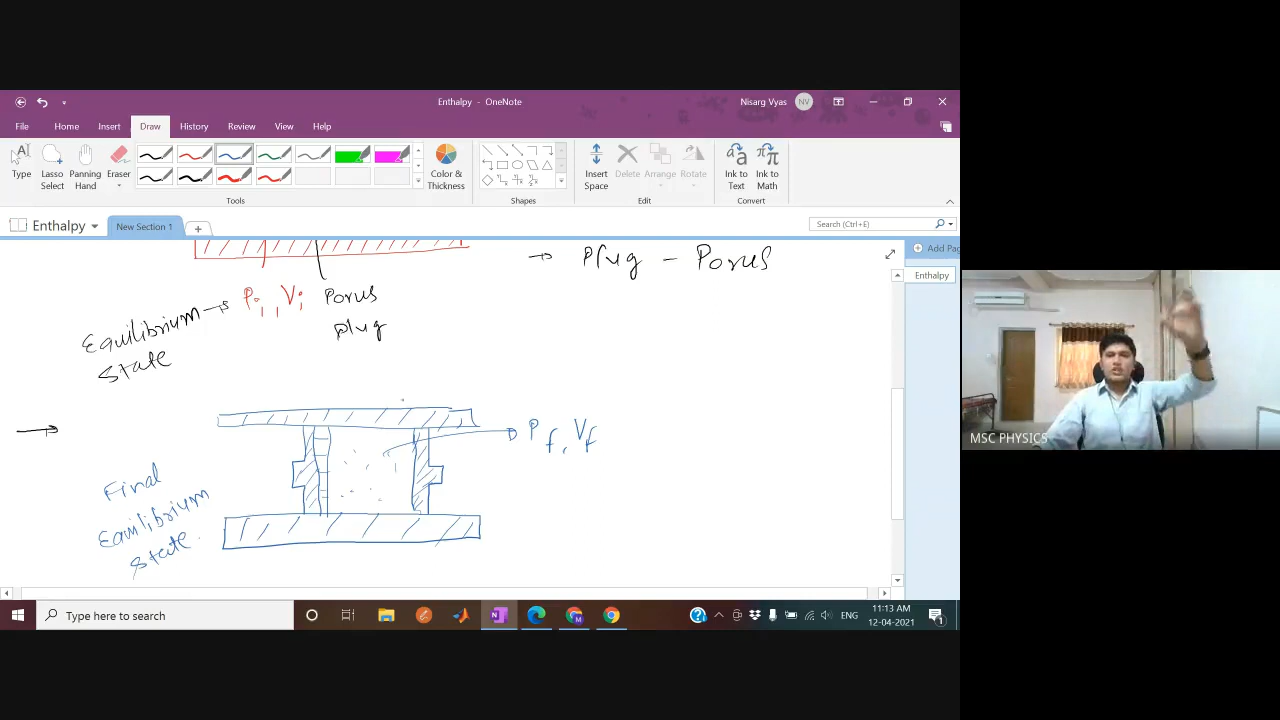 Enthalpy - OneNote
Nisarg Vyas NV
File Home Insert Draw History Review View Help
Type Lasso Select Panning Hand Eraser Color & Thickness Insert Space Delete Arrange Rotate Ink to Text Ink to Math
Tools Shapes Edit Convert
Enthalpy New Section 1 + Search (Ctrl+E)
Add Pag
Enthalpy
→ Plug - Porus
Equilibrium state → Pi, Vi
Porus
plug
→
Pf, Vf
Final
Equilibrium
state.
MSC PHYSICS
Type here to search
ENG 11:13 AM
12-04-2021